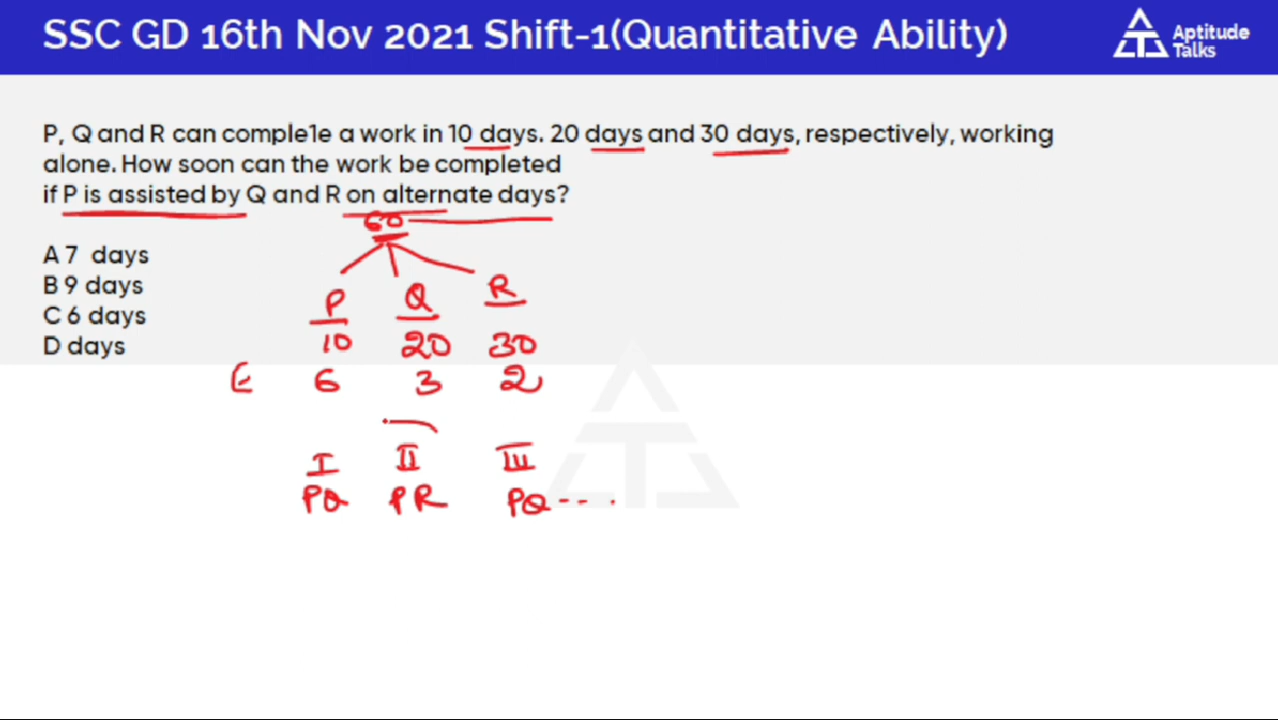 SSC GD 16th Nov 2021 Shift-1(Quantitative Ability)
Aptitude
Talks
P, Q and R can comple1e a work in 10 days. 20 days and 30 days, respectively, working
alone. How soon can the work be completed
if P is assisted by Q and R on alternate days?
60
A 7 days
B 9 days
C 6 days
D days
P Q R
10 20 30
E 6 3 2
I II III
PQ PR PQ ----